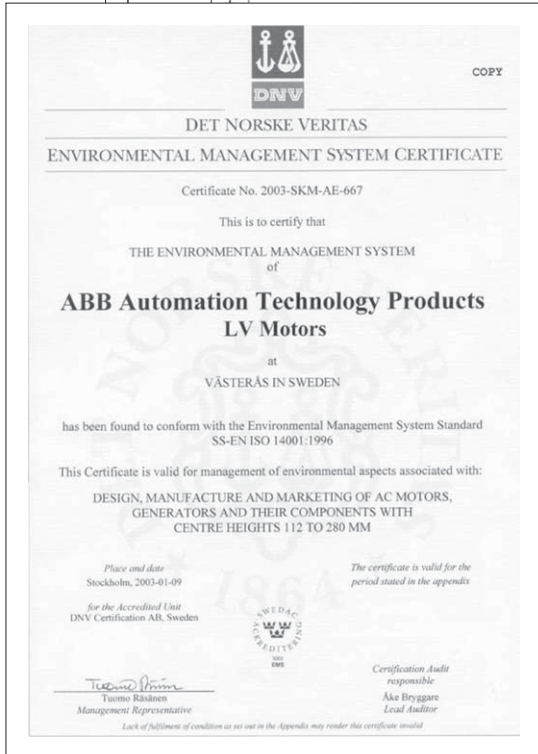 COPY
DNV
DET NORSKE VERITAS
ENVIRONMENTAL MANAGEMENT SYSTEM CERTIFICATE
Certificate No. 2003-SKM-AE-667
This is to certify that
THE ENVIRONMENTAL MANAGEMENT SYSTEM
of
ABB Automation Technology Products
LV Motors
at
VÄSTERÅS IN SWEDEN
has been found to conform with the Environmental Management System Standard
SS-EN ISO 14001:1996
This Certificate is valid for management of environmental aspects associated with:
DESIGN, MANUFACTURE AND MARKETING OF AC MOTORS,
GENERATORS AND THEIR COMPONENTS WITH
CENTRE HEIGHTS 112 TO 280 MM
Place and date
Stockholm, 2003-01-09
The certificate is valid for the
period stated in the appendix
for the Accredited Unit
DNV Certification AB, Sweden
SWEDAC
ACKREDITERING
EMS
DET NORSKE VERITAS
1864
Tuomo Räsänen
Management Representative
Certification Audit
responsible
Åke Bryggare
Lead Auditor
Lack of fulfilment of condition as set out in the Appendix may render this certificate invalid